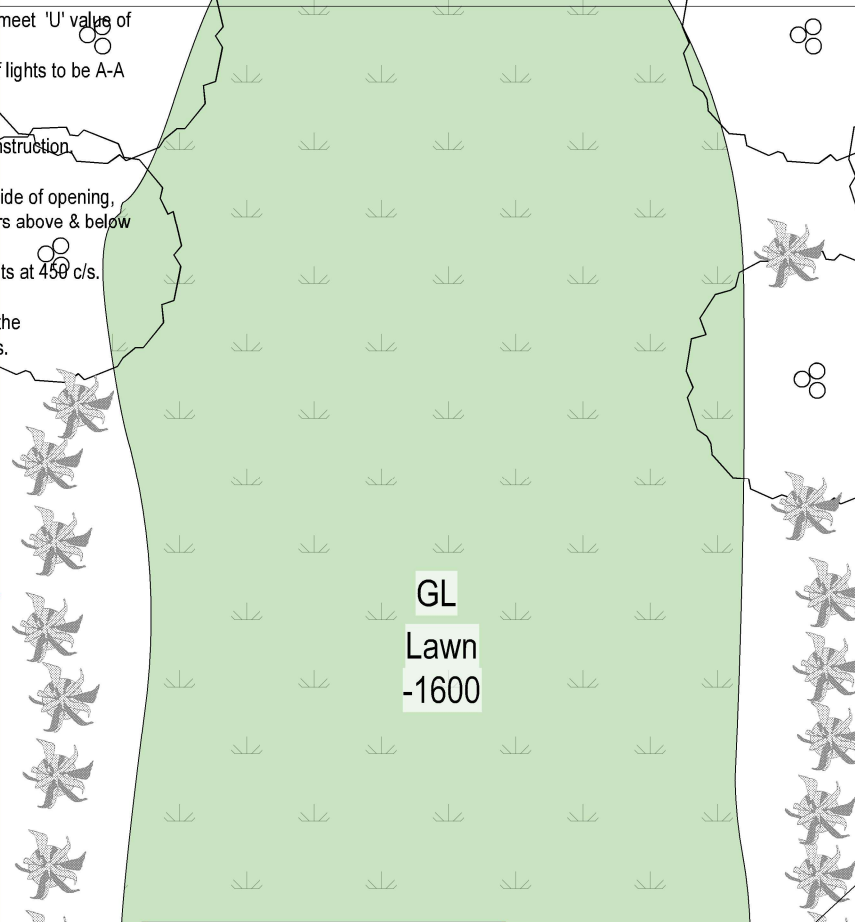 meet 'U' value of
lights to be A-A
nstruction.
ide of opening,
rs above & below
ts at 450 c/s.
the
s.
GL
Lawn
-1600